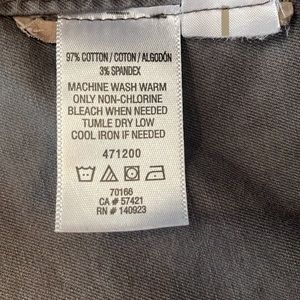 97% COTTON / COTON / ALGODÓN
3% SPANDEX
MACHINE WASH WARM
ONLY NON-CHLORINE
BLEACH WHEN NEEDED
TUMLE DRY LOW
COOL IRON IF NEEDED
471200
70166
CA # 57421
RN # 140923